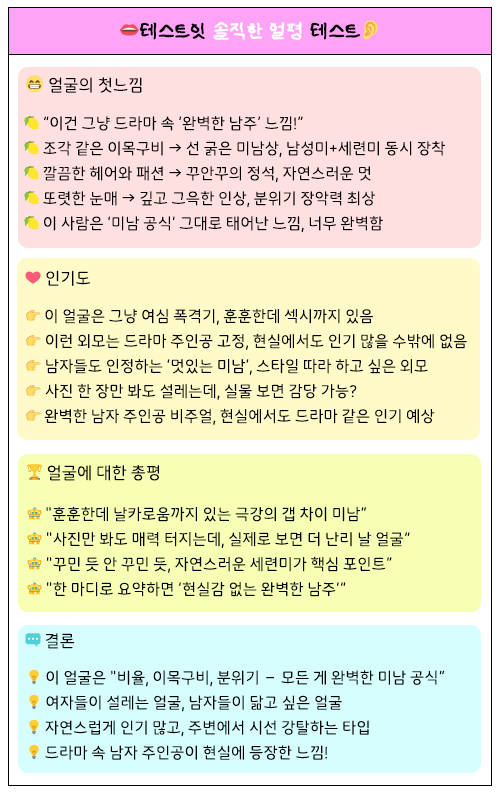 테스트힛 솔직한 얼평 테스트
얼굴의 첫느낌
“이건 그냥 드라마 속 ‘완벽한 남주’ 느낌!”
조각 같은 이목구비 → 선 굵은 미남상, 남성미+세련미 동시 장착
깔끔한 헤어와 패션 → 꾸안꾸의 정석, 자연스러운 멋
또렷한 눈매 → 깊고 그윽한 인상, 분위기 장악력 최상
이 사람은 ‘미남 공식’ 그대로 태어난 느낌, 너무 완벽함
인기도
이 얼굴은 그냥 여심 폭격기, 훈훈한데 섹시까지 있음
이런 외모는 드라마 주인공 고정, 현실에서도 인기 많을 수밖에 없음
남자들도 인정하는 ‘멋있는 미남’, 스타일 따라 하고 싶은 외모
사진 한 장만 봐도 설레는데, 실물 보면 감당 가능?
완벽한 남자 주인공 비주얼, 현실에서도 드라마 같은 인기 예상
얼굴에 대한 총평
"훈훈한데 날카로움까지 있는 극강의 갭 차이 미남”
"사진만 봐도 매력 터지는데, 실제로 보면 더 난리 날 얼굴”
"꾸민 듯 안 꾸민 듯, 자연스러운 세련미가 핵심 포인트”
"한 마디로 요약하면 ‘현실감 없는 완벽한 남주’“
결론
이 얼굴은 "비율, 이목구비, 분위기 – 모든 게 완벽한 미남 공식”
여자들이 설레는 얼굴, 남자들이 닮고 싶은 얼굴
자연스럽게 인기 많고, 주변에서 시선 강탈하는 타입
드라마 속 남자 주인공이 현실에 등장한 느낌!